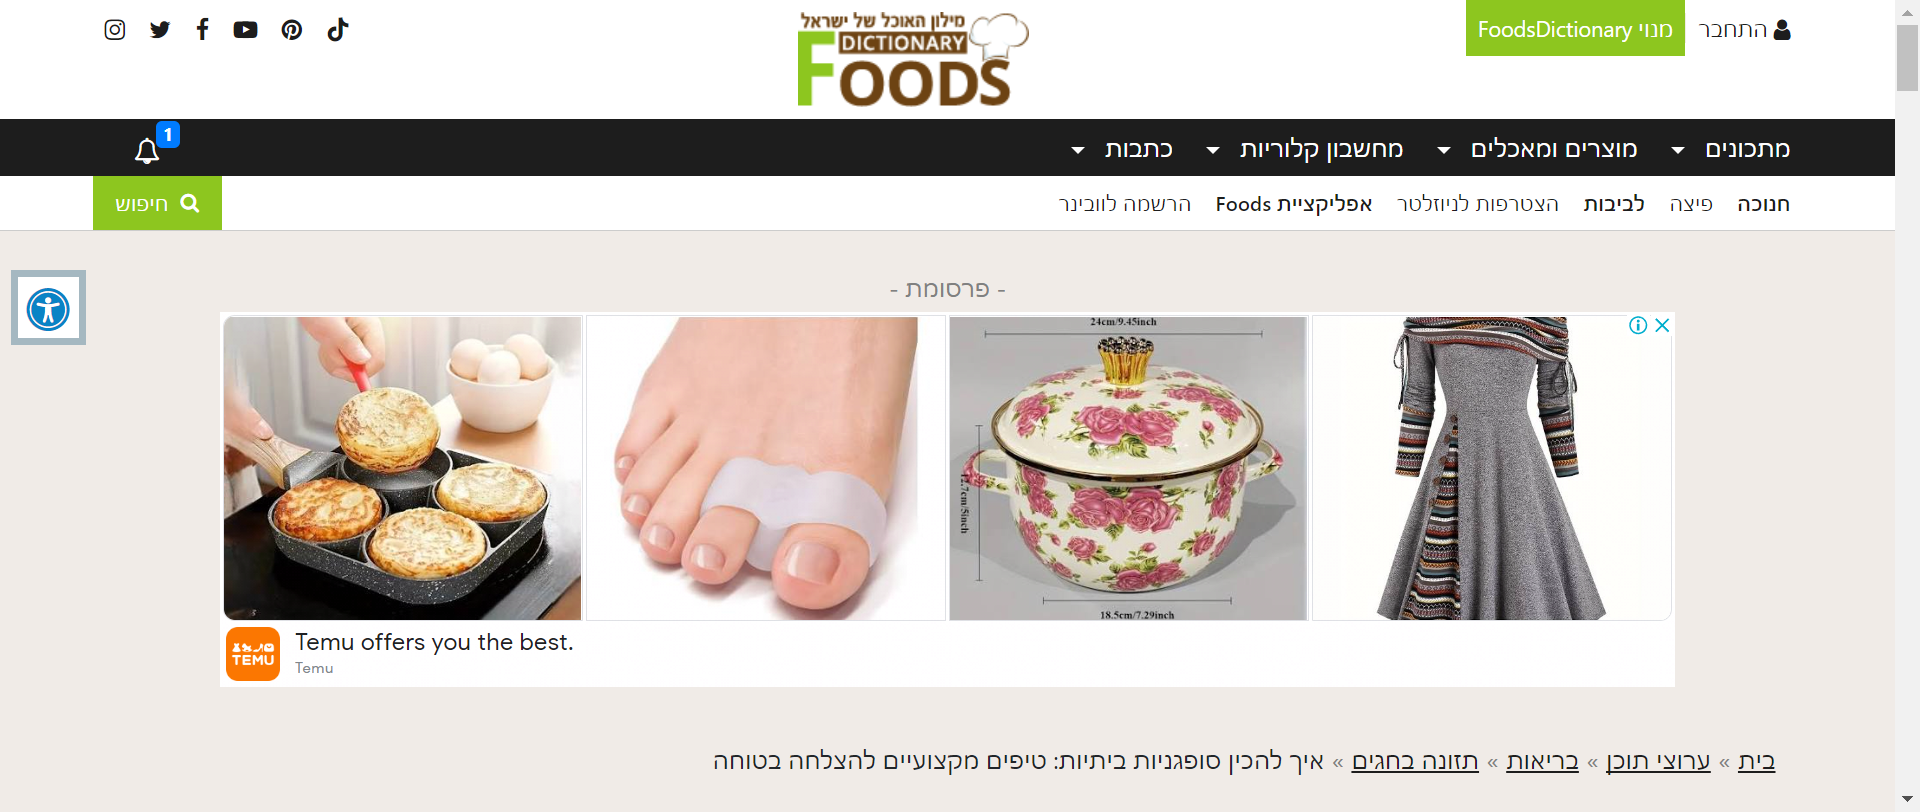 התחבר
מנוי FoodsDictionary
מילון האוכל של ישראל
DICTIONARY
FOODS
מתכונים
מוצרים ומאכלים
מחשבון קלוריות
כתבות
1
חנוכה
פיצה
לביבות
הצטרפות לניוזלטר
אפליקציית Foods
הרשמה לוובינר
חיפוש
- פרסומת -
24cm/9.45inch
12.7cm/5inch
18.5cm/7.29inch
TEMU
Temu offers you the best.
Temu
בית » ערוצי תוכן » בריאות » תזונה בחגים » איך להכין סופגניות ביתיות: טיפים מקצועיים להצלחה בטוחה